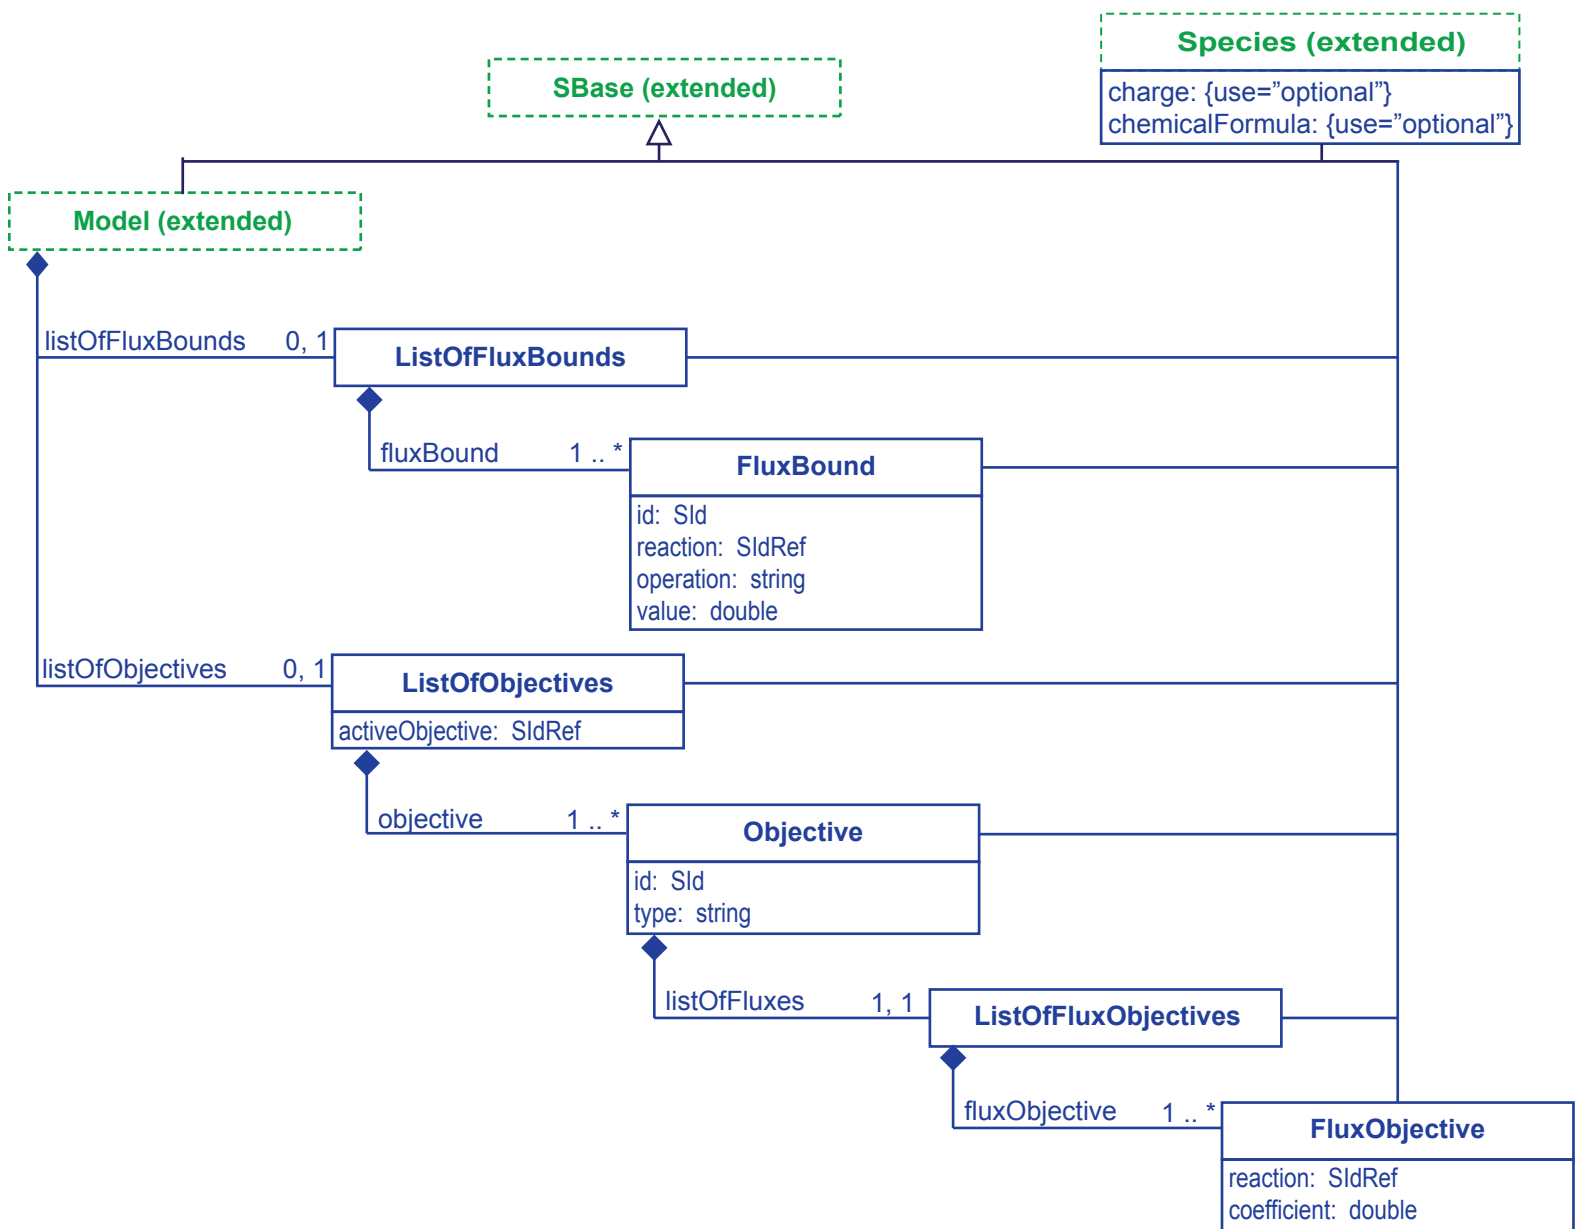 Species (extended)
charge: {use=”optional”}
chemicalFormula: {use=”optional”}
SBase (extended)
Model (extended)
listOfFluxBounds 0, 1
ListOfFluxBounds
fluxBound 1 .. *
FluxBound
id: SId
reaction: SIdRef
operation: string
value: double
listOfObjectives 0, 1
ListOfObjectives
activeObjective: SIdRef
objective 1 .. *
Objective
id: SId
type: string
listOfFluxes 1, 1
ListOfFluxObjectives
fluxObjective 1 .. *
FluxObjective
reaction: SIdRef
coefficient: double